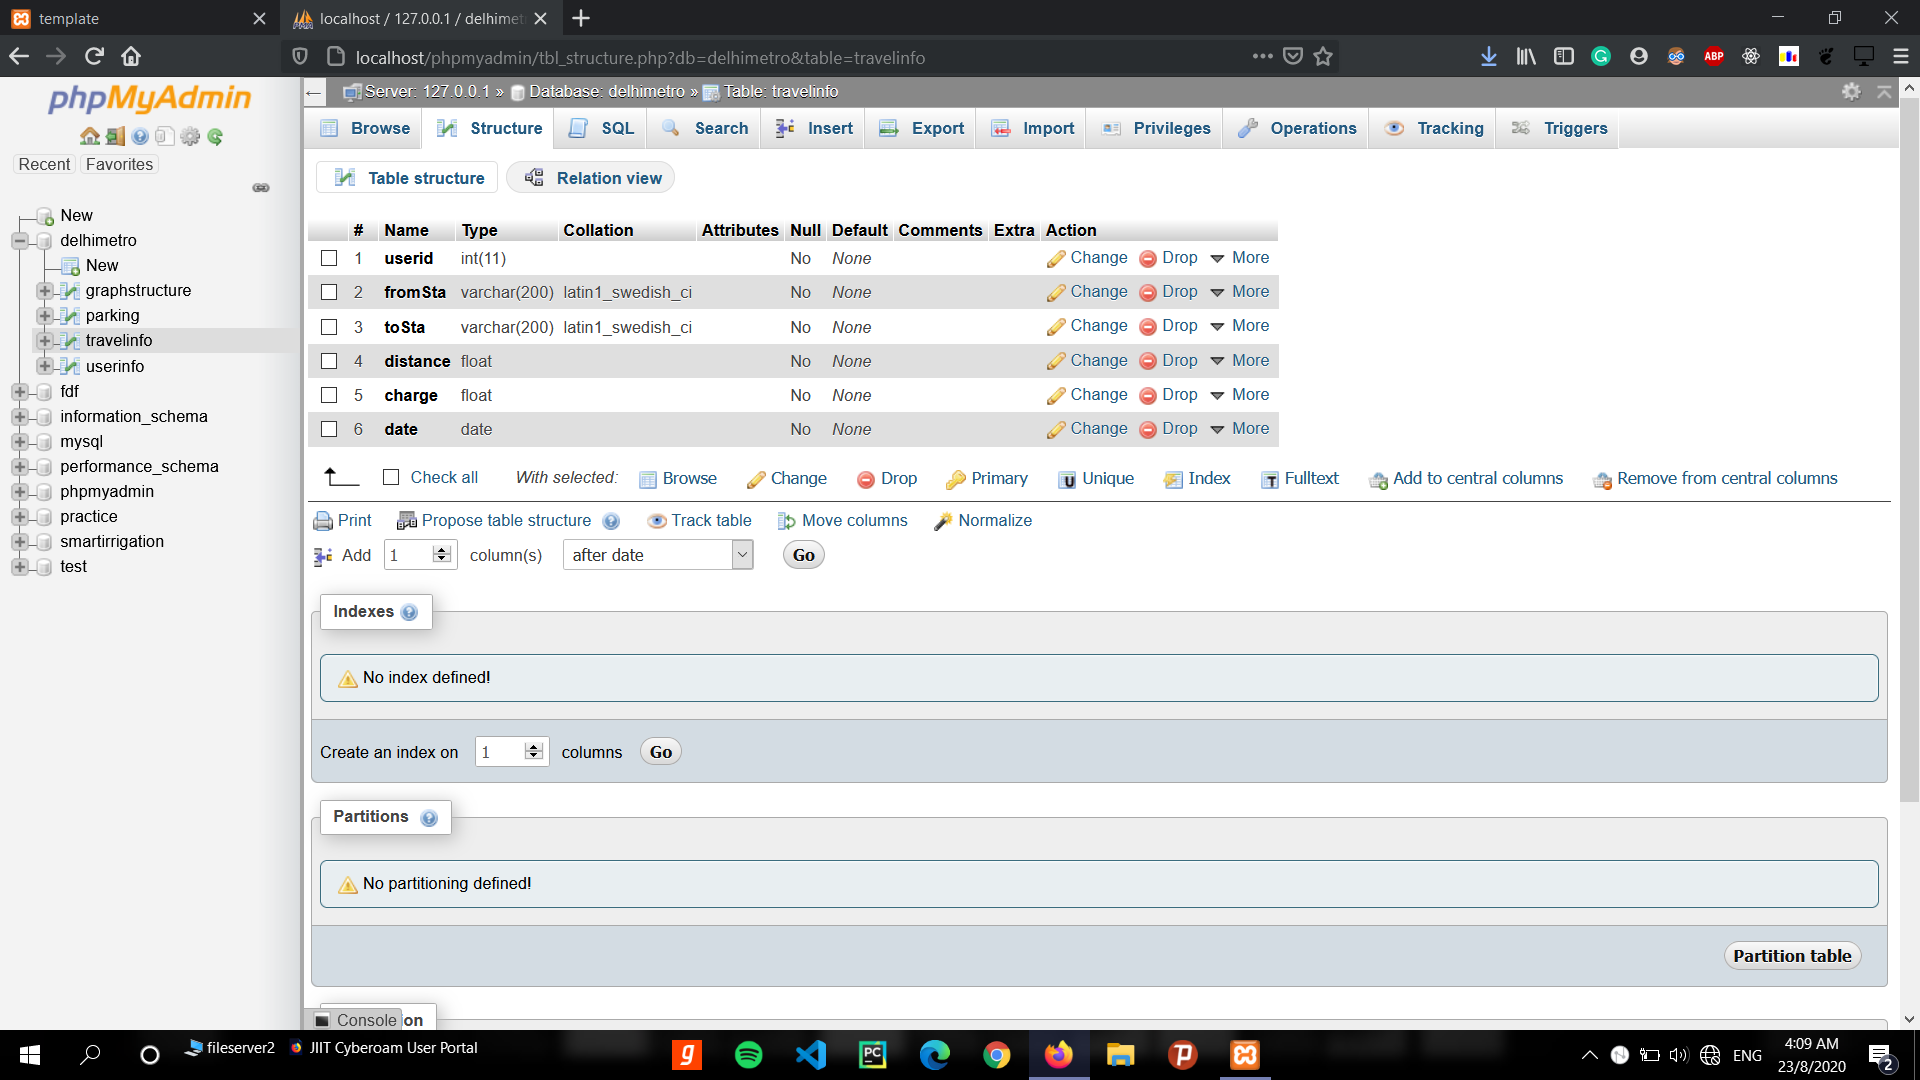 template
localhost / 127.0.0.1 / delhimet
localhost/phpmyadmin/tbl_structure.php?db=delhimetro&table=travelinfo
ABP
phpMyAdmin
Recent Favorites
New
delhimetro
New
graphstructure
parking
travelinfo
userinfo
fdf
information_schema
mysql
performance_schema
phpmyadmin
practice
smartirrigation
test
Server: 127.0.0.1 » Database: delhimetro » Table: travelinfo
Browse Structure SQL Search Insert Export Import Privileges Operations Tracking Triggers
Table structure Relation view
# Name Type Collation Attributes Null Default Comments Extra Action
1 userid int(11) No None Change Drop More
2 fromSta varchar(200) latin1_swedish_ci No None Change Drop More
3 toSta varchar(200) latin1_swedish_ci No None Change Drop More
4 distance float No None Change Drop More
5 charge float No None Change Drop More
6 date date No None Change Drop More
Check all With selected: Browse Change Drop Primary Unique Index Fulltext Add to central columns Remove from central columns
Print Propose table structure Track table Move columns Normalize
Add 1 column(s) after date Go
Indexes
No index defined!
Create an index on 1 columns Go
Partitions
No partitioning defined!
Partition table
Console ion
fileserver2 JIIT Cyberoam User Portal
ENG
4:09 AM
23/8/2020
2